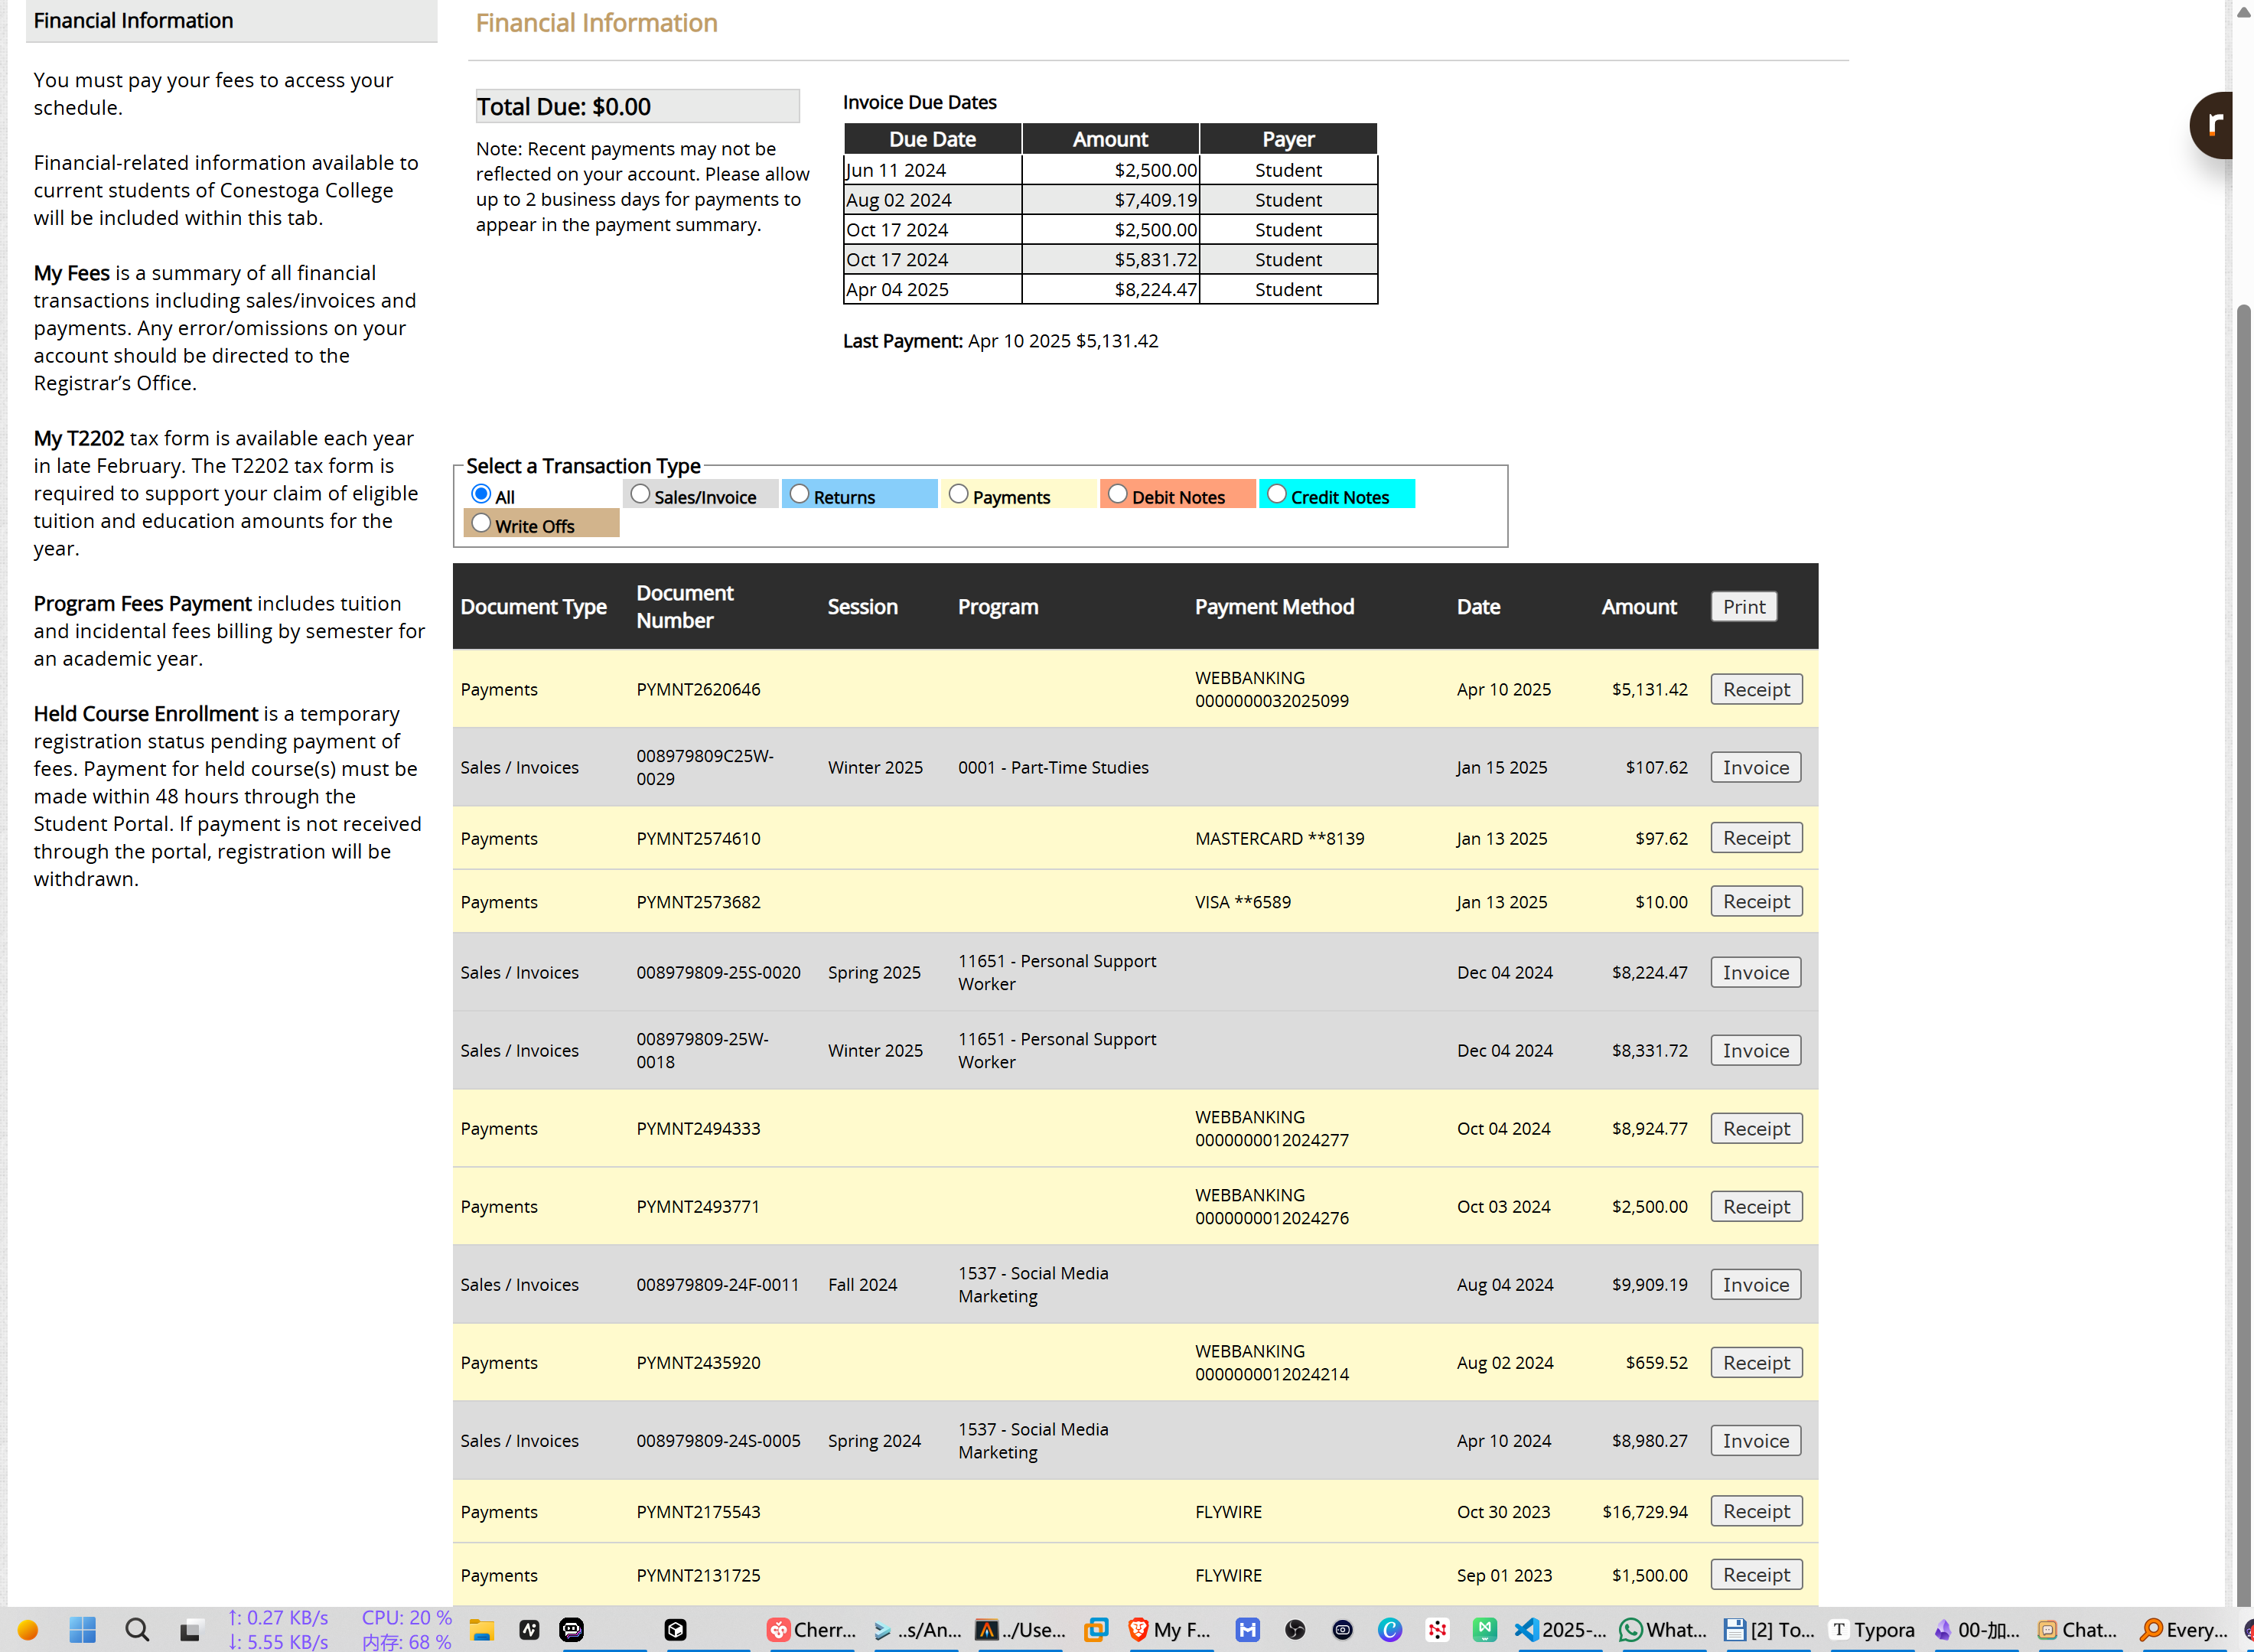 Financial Information
You must pay your fees to access your
schedule.
Financial-related information available to
current students of Conestoga College
will be included within this tab.
My Fees is a summary of all financial
transactions including sales/invoices and
payments. Any error/omissions on your
account should be directed to the
Registrar’s Office.
My T2202 tax form is available each year
in late February. The T2202 tax form is
required to support your claim of eligible
tuition and education amounts for the
year.
Program Fees Payment includes tuition
and incidental fees billing by semester for
an academic year.
Held Course Enrollment is a temporary
registration status pending payment of
fees. Payment for held course(s) must be
made within 48 hours through the
Student Portal. If payment is not received
through the portal, registration will be
withdrawn.
Financial Information
Total Due: $0.00
Note: Recent payments may not be
reflected on your account. Please allow
up to 2 business days for payments to
appear in the payment summary.
Invoice Due Dates
Due Date Amount Payer
Jun 11 2024 $2,500.00 Student
Aug 02 2024 $7,409.19 Student
Oct 17 2024 $2,500.00 Student
Oct 17 2024 $5,831.72 Student
Apr 04 2025 $8,224.47 Student
Last Payment: Apr 10 2025 $5,131.42
r
Select a Transaction Type
All Sales/Invoice Returns Payments Debit Notes Credit Notes
Write Offs
Document Type Document Number Session Program Payment Method Date Amount Print
Payments PYMNT2620646 WEBBANKING 0000000032025099 Apr 10 2025 $5,131.42 Receipt
Sales / Invoices 008979809C25W-0029 Winter 2025 0001 - Part-Time Studies Jan 15 2025 $107.62 Invoice
Payments PYMNT2574610 MASTERCARD **8139 Jan 13 2025 $97.62 Receipt
Payments PYMNT2573682 VISA **6589 Jan 13 2025 $10.00 Receipt
Sales / Invoices 008979809-25S-0020 Spring 2025 11651 - Personal Support Worker Dec 04 2024 $8,224.47 Invoice
Sales / Invoices 008979809-25W-0018 Winter 2025 11651 - Personal Support Worker Dec 04 2024 $8,331.72 Invoice
Payments PYMNT2494333 WEBBANKING 0000000012024277 Oct 04 2024 $8,924.77 Receipt
Payments PYMNT2493771 WEBBANKING 0000000012024276 Oct 03 2024 $2,500.00 Receipt
Sales / Invoices 008979809-24F-0011 Fall 2024 1537 - Social Media Marketing Aug 04 2024 $9,909.19 Invoice
Payments PYMNT2435920 WEBBANKING 0000000012024214 Aug 02 2024 $659.52 Receipt
Sales / Invoices 008979809-24S-0005 Spring 2024 1537 - Social Media Marketing Apr 10 2024 $8,980.27 Invoice
Payments PYMNT2175543 FLYWIRE Oct 30 2023 $16,729.94 Receipt
Payments PYMNT2131725 FLYWIRE Sep 01 2023 $1,500.00 Receipt
↑: 0.27 KB/s CPU: 20 %
↓: 5.55 KB/s 内存: 68 %
Cherr... ..s/An... ../Use... My F... 2025-... What... [2] To... Typora 00-加... Chat... Every...